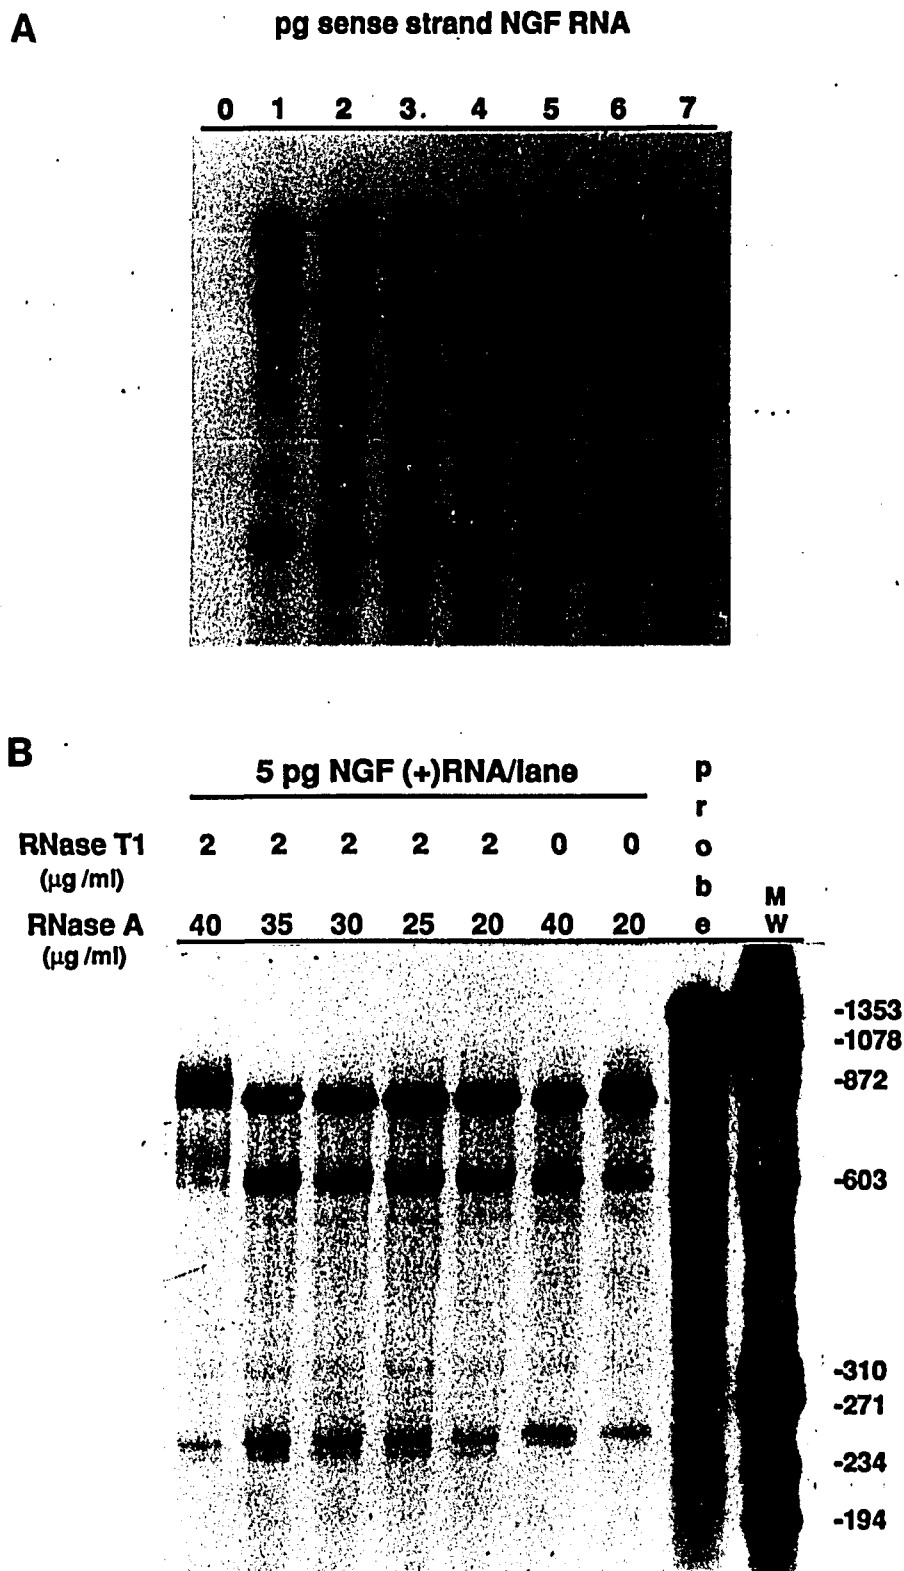 A
pg sense strand NGF RNA
0 1 2 3. 4 5 6 7
B
5 pg NGF (+)RNA/lane
probe
RNase T1 2 2 2 2 2 0 0
(µg /ml)
MW
RNase A 40 35 30 25 20 40 20
(µg /ml)
-1353
-1078
-872
-603
-310
-271
-234
-194